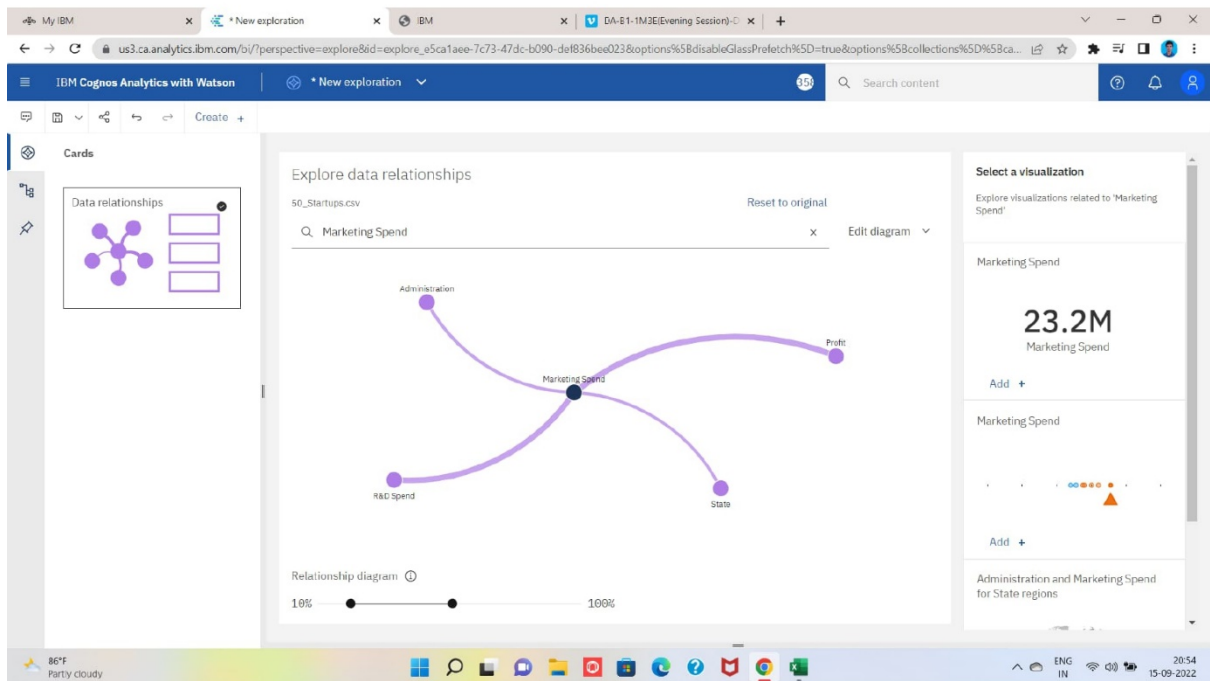 My IBM
* New exploration
IBM
DA-B1-1M3E(Evening Session)-D
us3.ca.analytics.ibm.com/bi/?perspective=explore&id=explore_e5ca1aee-7c73-47dc-b090-def836bee023&options%5BdisableGlassPrefetch%5D=true&options%5Bcollections%5D%5Bca...
IBM Cognos Analytics with Watson
* New exploration
Search content
Create +
Cards
Data relationships
Explore data relationships
50_Startups.csv
Reset to original
Marketing Spend
x
Edit diagram
Administration
Profit
Marketing Spend
R&D Spend
State
Relationship diagram
10%
100%
Select a visualization
Explore visualizations related to 'Marketing
Spend'
Marketing Spend
23.2M
Marketing Spend
Add +
Marketing Spend
Add +
Administration and Marketing Spend
for State regions
86°F
Partly cloudy
ENG
IN
20:54
15-09-2022